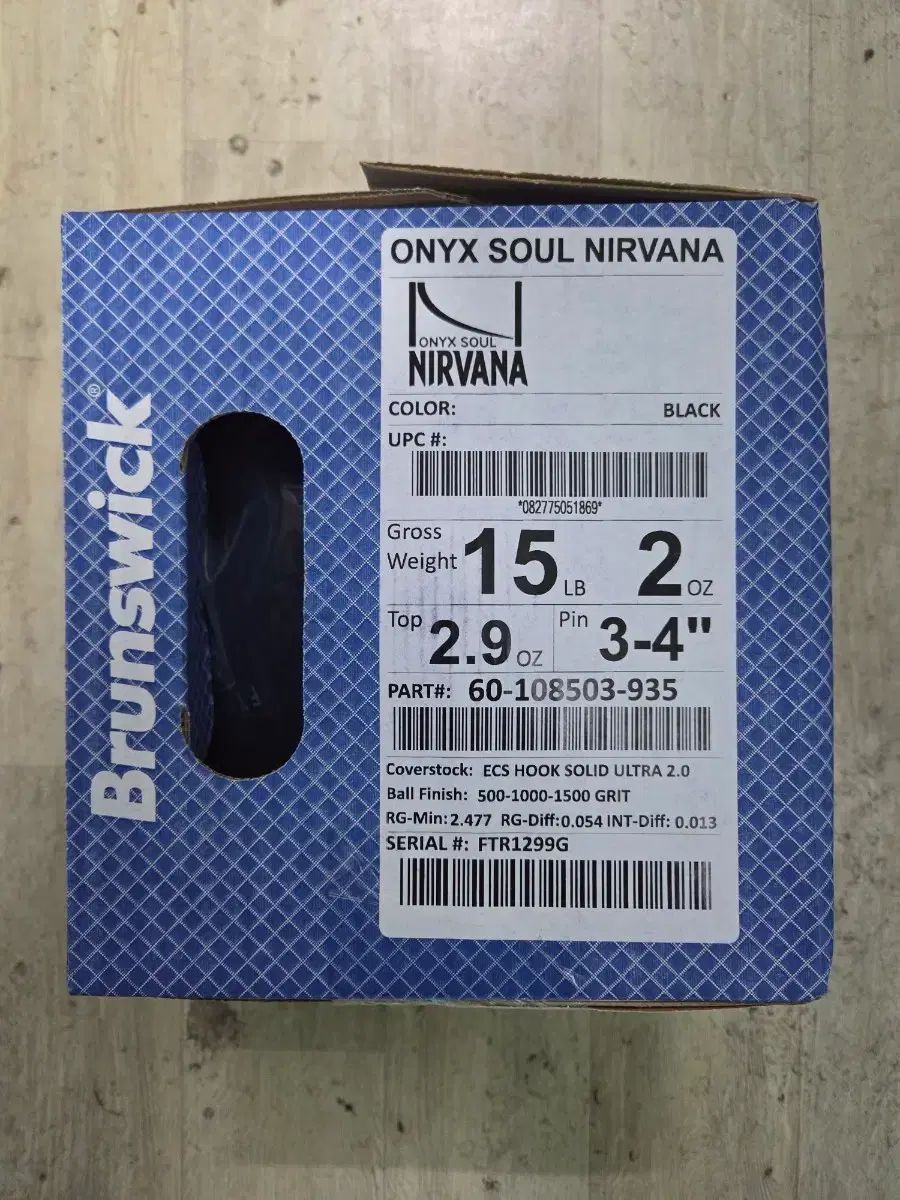 Brunswick®
ONYX SOUL NIRVANA
ONYX SOUL
NIRVANA
COLOR: BLACK
UPC #:
*082775051869*
Gross Weight 15 LB 2 OZ
Top 2.9 OZ Pin 3-4"
PART#: 60-108503-935
Coverstock: ECS HOOK SOLID ULTRA 2.0
Ball Finish: 500-1000-1500 GRIT
RG-Min: 2.477 RG-Diff: 0.054 INT-Diff: 0.013
SERIAL #: FTR1299G